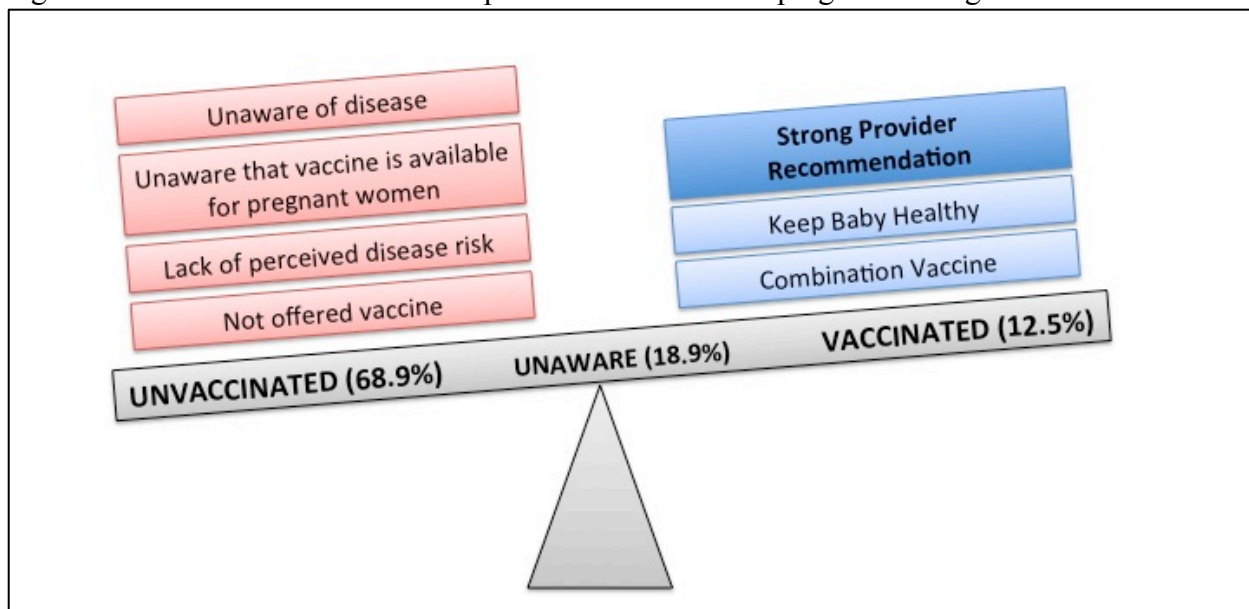 Unaware of disease
Unaware that vaccine is available
for pregnant women
Lack of perceived disease risk
Not offered vaccine
Strong Provider
Recommendation
Keep Baby Healthy
Combination Vaccine
UNVACCINATED (68.9%)
UNAWARE (18.9%)
VACCINATED (12.5%)